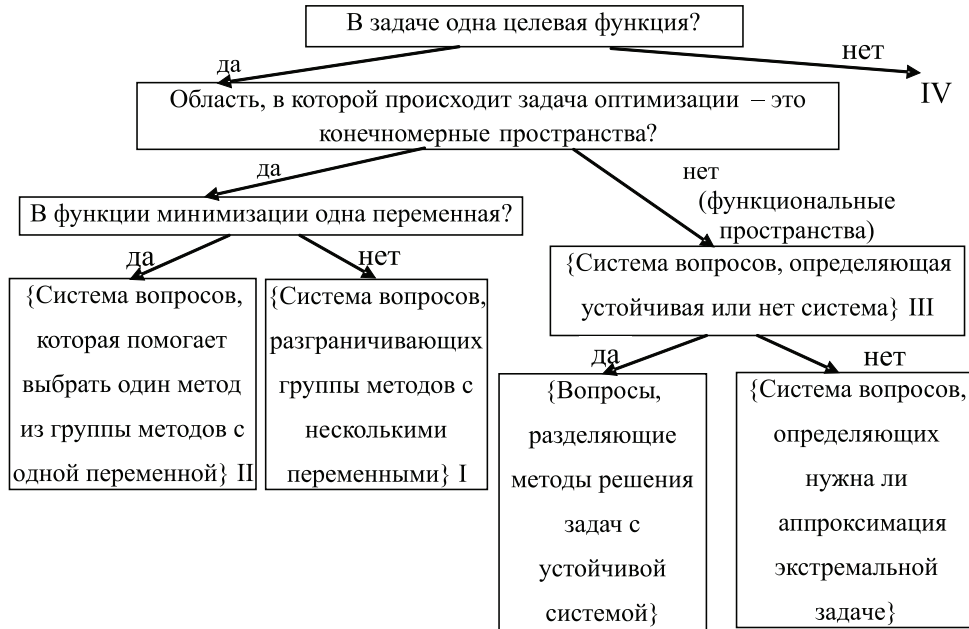 В задаче одна целевая функция?
да
нет
IV
Область, в которой происходит задача оптимизации – это
конечномерные пространства?
да
нет
(функциональные
пространства)
В функции минимизации одна переменная?
да
нет
{Система вопросов,
которая помогает
выбрать один метод
из группы методов с
одной переменной} II
{Система вопросов,
разграничивающих
группы методов с
несколькими
переменными} I
{Система вопросов, определяющая
устойчивая или нет система} III
да
нет
{Вопросы,
разделяющие
методы решения
задач с
устойчивой
системой}
{Система вопросов,
определяющих
нужна ли
аппроксимация
экстремальной
задаче}